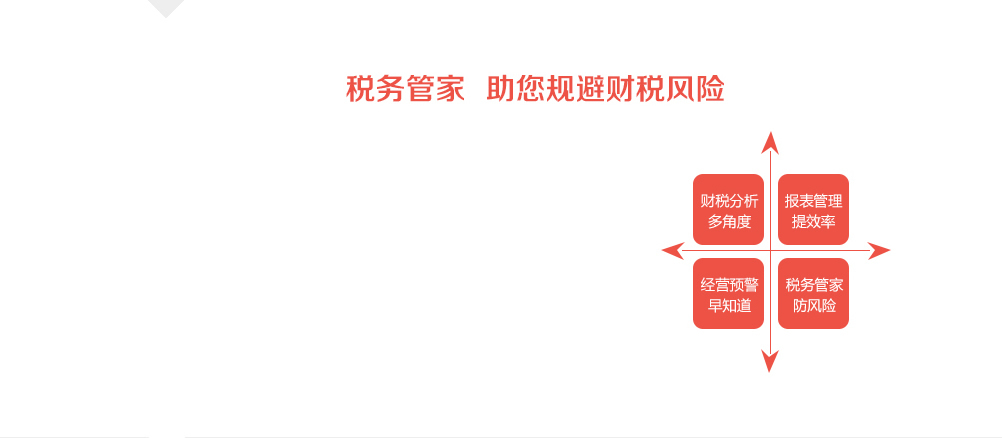 税务管家 助您规避财税风险
财税分析
多角度
报表管理
提效率
经营预警
早知道
税务管家
防风险